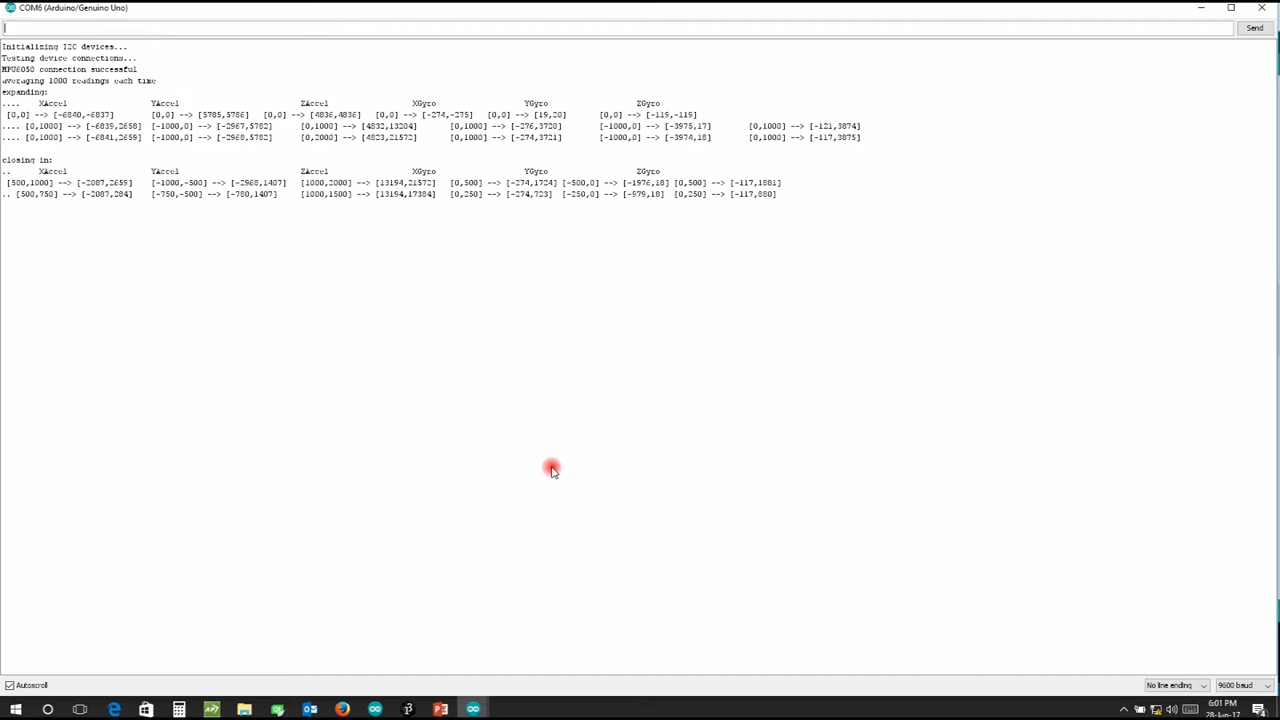 COM6 (Arduino/Genuino Uno)
Send
Initializing I2C devices...
Testing device connections...
MPU6050 connection successful
averaging 1000 readings each time
expanding:
.... XAccel YAccel ZAccel XGyro YGyro ZGyro
[0,0] --> [-6840,-6837] [0,0] --> [5785,5786] [0,0] --> [4836,4836] [0,0] --> [-274,-275] [0,0] --> [19,20] [0,0] --> [-119,-119]
.... [0,1000] --> [-6839,2658] [-1000,0] --> [-2967,5782] [0,1000] --> [4832,13204] [0,1000] --> [-276,3720] [-1000,0] --> [-3975,17] [0,1000] --> [-121,3874]
.... [0,1000] --> [-6841,2659] [-1000,0] --> [-2968,5782] [0,2000] --> [4823,21572] [0,1000] --> [-274,3721] [-1000,0] --> [-3974,18] [0,1000] --> [-117,3875]
closing in:
.. XAccel YAccel ZAccel XGyro YGyro ZGyro
[500,1000] --> [-2087,2659] [-1000,-500] --> [-2968,1407] [1000,2000] --> [13194,21572] [0,500] --> [-274,1724] [-500,0] --> [-1976,18] [0,500] --> [-117,1881]
.. [500,750] --> [-2087,284] [-750,-500] --> [-780,1407] [1000,1500] --> [13194,17384] [0,250] --> [-274,723] [-250,0] --> [-979,18] [0,250] --> [-117,880]
Autoscroll
No line ending
9600 baud
6:01 PM
28-Jun-17